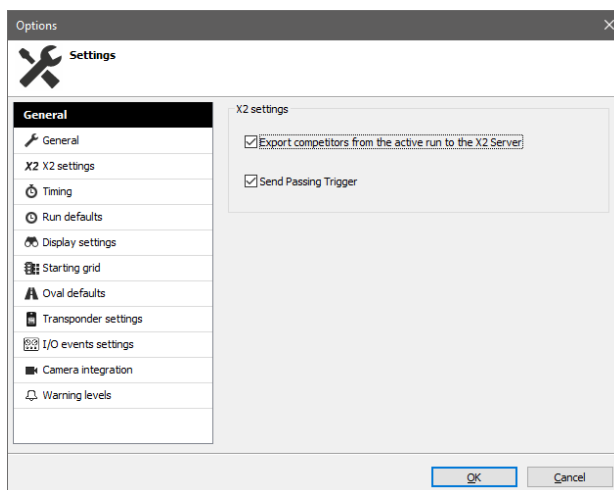 Options
Settings
General
General
X2 X2 settings
Timing
Run defaults
Display settings
Starting grid
Oval defaults
Transponder settings
I/O events settings
Camera integration
Warning levels
X2 settings
Export competitors from the active run to the X2 Server
Send Passing Trigger
OK Cancel